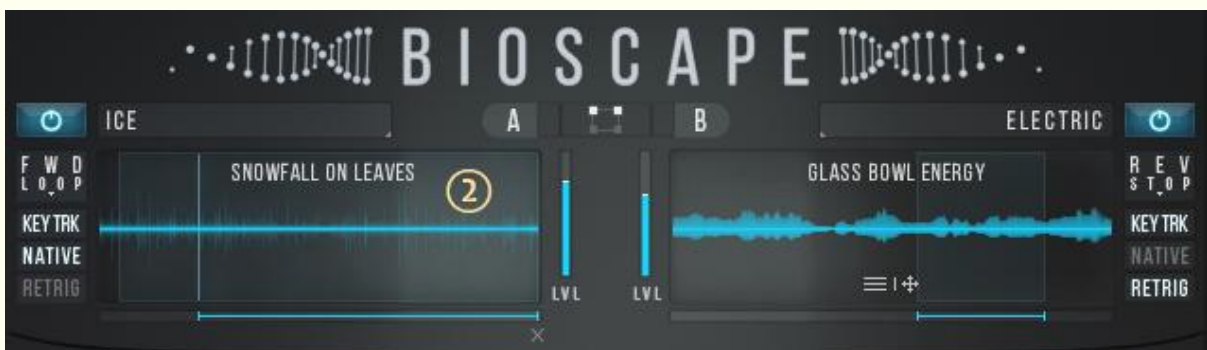 BIOSCAPE
ICE A B ELECTRIC
FWD LOOP SNOWFALL ON LEAVES 2 GLASS BOWL ENERGY REV STOP
KEY TRK KEY TRK
NATIVE NATIVE
RETRIG LVL LVL RETRIG